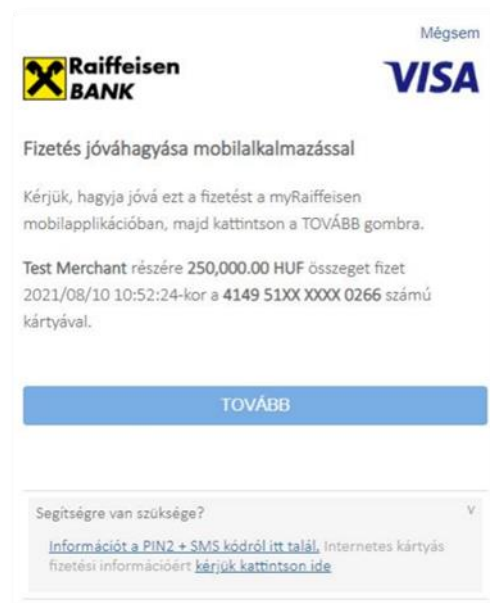 Mégsem
Raiffeisen
BANK
VISA
Fizetés jóváhagyása mobilalkalmazással
Kérjük, hagyja jóvá ezt a fizetést a myRaiffeisen
mobilapplikációban, majd kattintson a TOVÁBB gombra.
Test Merchant részére 250,000.00 HUF összeget fizet
2021/08/10 10:52:24-kor a 4149 51XX XXXX 0266 számú
kártyával.
TOVÁBB
Segítségre van szüksége?
Információt a PIN2 + SMS kódról itt talál. Internetes kártyás
fizetési információért kérjük kattintson ide